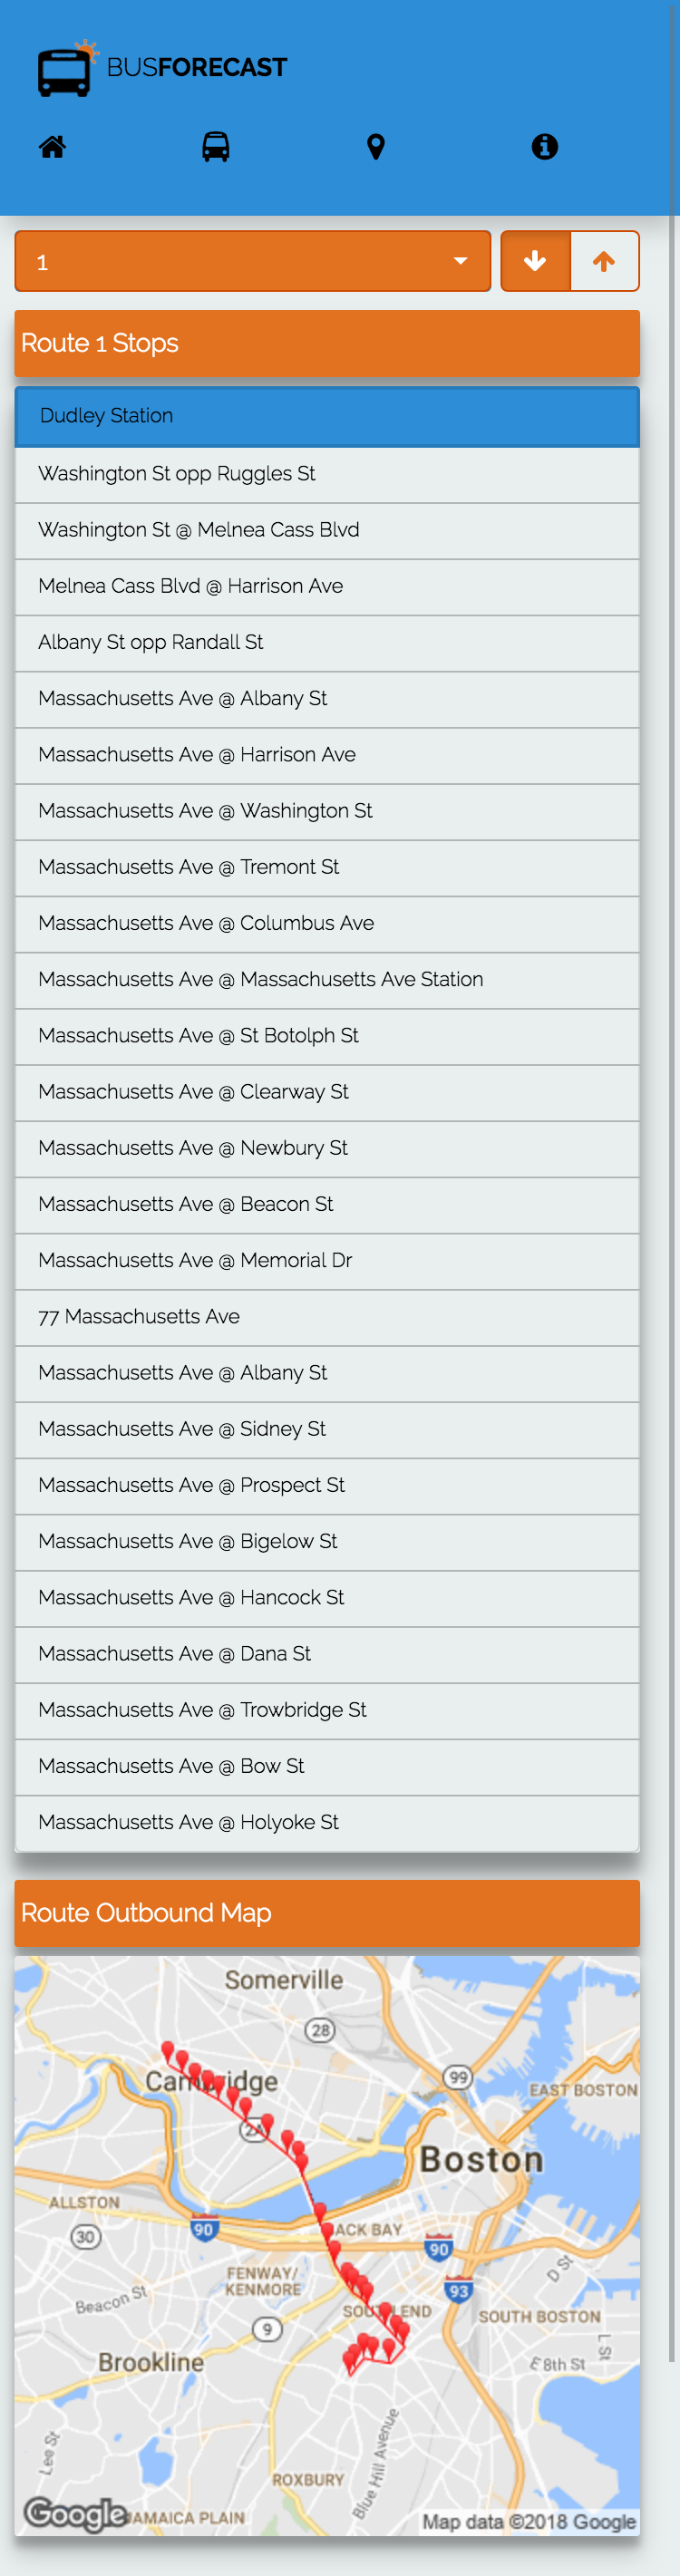 BUSFORECAST
1
Route 1 Stops
Dudley Station
Washington St opp Ruggles St
Washington St @ Melnea Cass Blvd
Melnea Cass Blvd @ Harrison Ave
Albany St opp Randall St
Massachusetts Ave @ Albany St
Massachusetts Ave @ Harrison Ave
Massachusetts Ave @ Washington St
Massachusetts Ave @ Tremont St
Massachusetts Ave @ Columbus Ave
Massachusetts Ave @ Massachusetts Ave Station
Massachusetts Ave @ St Botolph St
Massachusetts Ave @ Clearway St
Massachusetts Ave @ Newbury St
Massachusetts Ave @ Beacon St
Massachusetts Ave @ Memorial Dr
77 Massachusetts Ave
Massachusetts Ave @ Albany St
Massachusetts Ave @ Sidney St
Massachusetts Ave @ Prospect St
Massachusetts Ave @ Bigelow St
Massachusetts Ave @ Hancock St
Massachusetts Ave @ Dana St
Massachusetts Ave @ Trowbridge St
Massachusetts Ave @ Bow St
Massachusetts Ave @ Holyoke St
Route Outbound Map
Somerville
28
99
Cambridge
EAST BOSTON
2A
Boston
ALLSTON
90
30
BACK BAY
90
FENWAY/
KENMORE
93
D St
Beacon St
SOUTH END
SOUTH BOSTON
9
L St
Brookline
E 8th St
Lee St
Blue Hill Avenue
ROXBURY
Google
JAMAICA PLAIN
Map data ©2018 Google